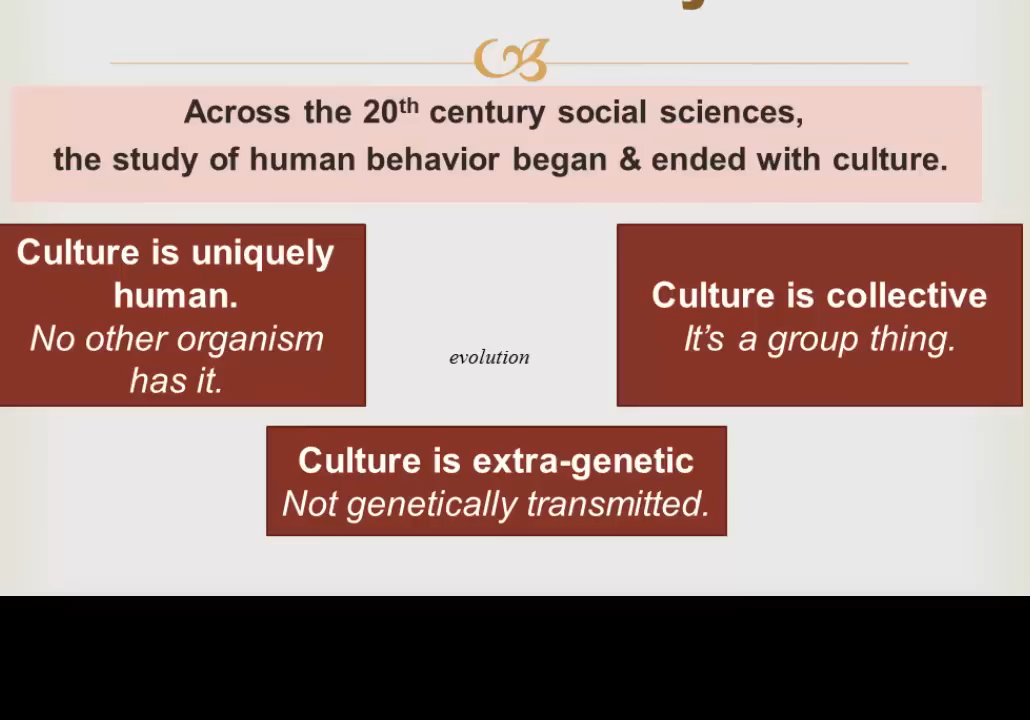 Across the 20th century social sciences,
the study of human behavior began & ended with culture.
Culture is uniquely
human.
No other organism
has it.
Culture is collective
It's a group thing.
evolution
Culture is extra-genetic
Not genetically transmitted.